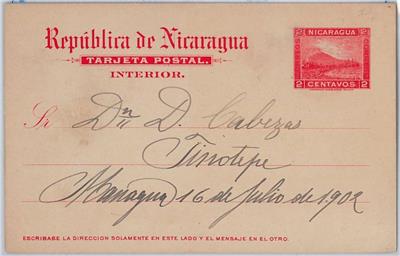 República de Nicaragua
TARJETA POSTAL.
INTERIOR.
NICARAGUA
2 CENTAVOS 2
Sr Dn D. Cabezas
Jinotepe
Managua 16 de Julio de 1902
ESCRIBASE LA DIRECCION SOLAMENTE EN ESTE LADO Y EL MENSAJE EN EL OTRO.